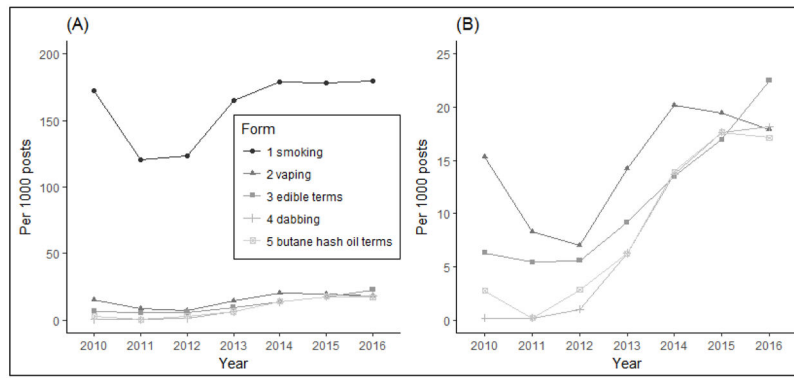 (A)
Per 1000 posts
200
150
100
50
0
2010 2011 2012 2013 2014 2015 2016
Year
Form
1 smoking
2 vaping
3 edible terms
4 dabbing
5 butane hash oil terms
(B)
Per 1000 posts
25
20
15
10
5
0
2010 2011 2012 2013 2014 2015 2016
Year